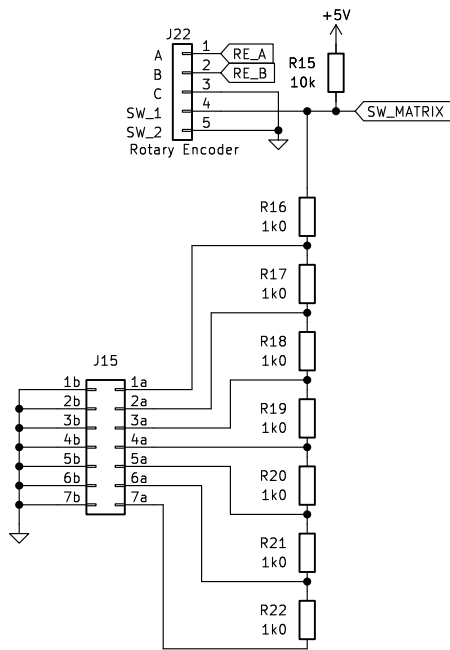 +5V
J22
A 1 RE_A
B 2 RE_B
C 3
SW_1 4
SW_2 5
Rotary Encoder
R15
10k
SW_MATRIX
R16
1k0
R17
1k0
R18
1k0
J15
1b 1a
2b 2a
3b 3a
4b 4a
5b 5a
6b 6a
7b 7a
R19
1k0
R20
1k0
R21
1k0
R22
1k0